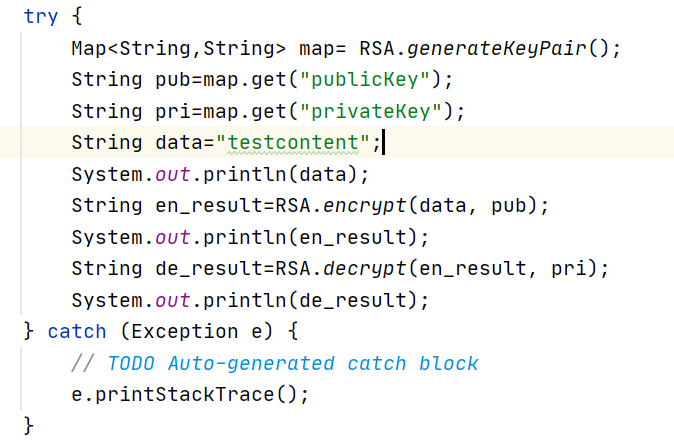 try {
    Map<String,String> map= RSA.generateKeyPair();
    String pub=map.get("publicKey");
    String pri=map.get("privateKey");
    String data="testcontent";
    System.out.println(data);
    String en_result=RSA.encrypt(data, pub);
    System.out.println(en_result);
    String de_result=RSA.decrypt(en_result, pri);
    System.out.println(de_result);
} catch (Exception e) {
    // TODO Auto-generated catch block
    e.printStackTrace();
}